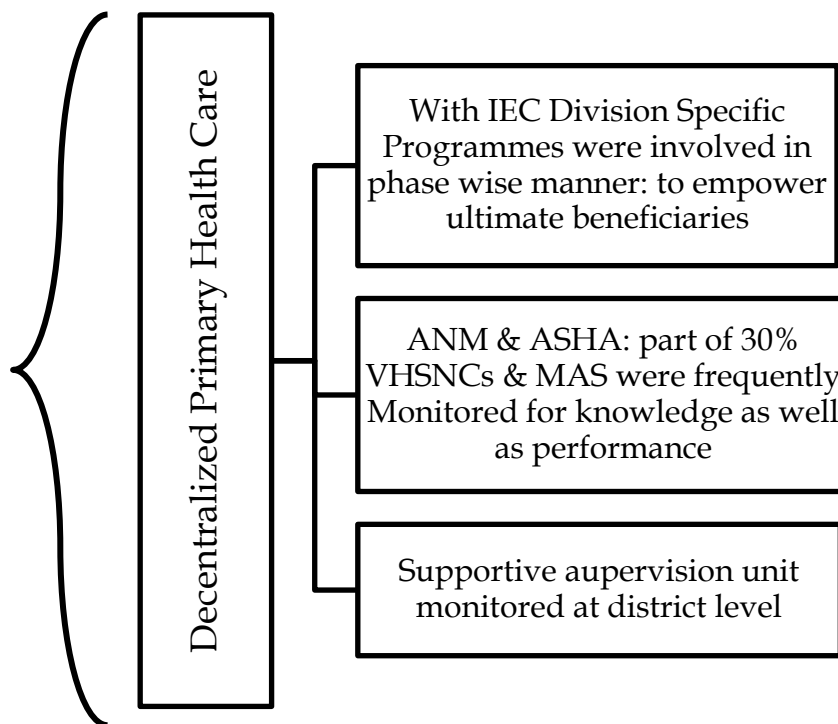 Decentralized Primary Health Care
With IEC Division Specific
Programmes were involved in
phase wise manner: to empower
ultimate beneficiaries
ANM & ASHA: part of 30%
VHSNCs & MAS were frequently
Monitored for knowledge as well
as performance
Supportive aupervision unit
monitored at district level